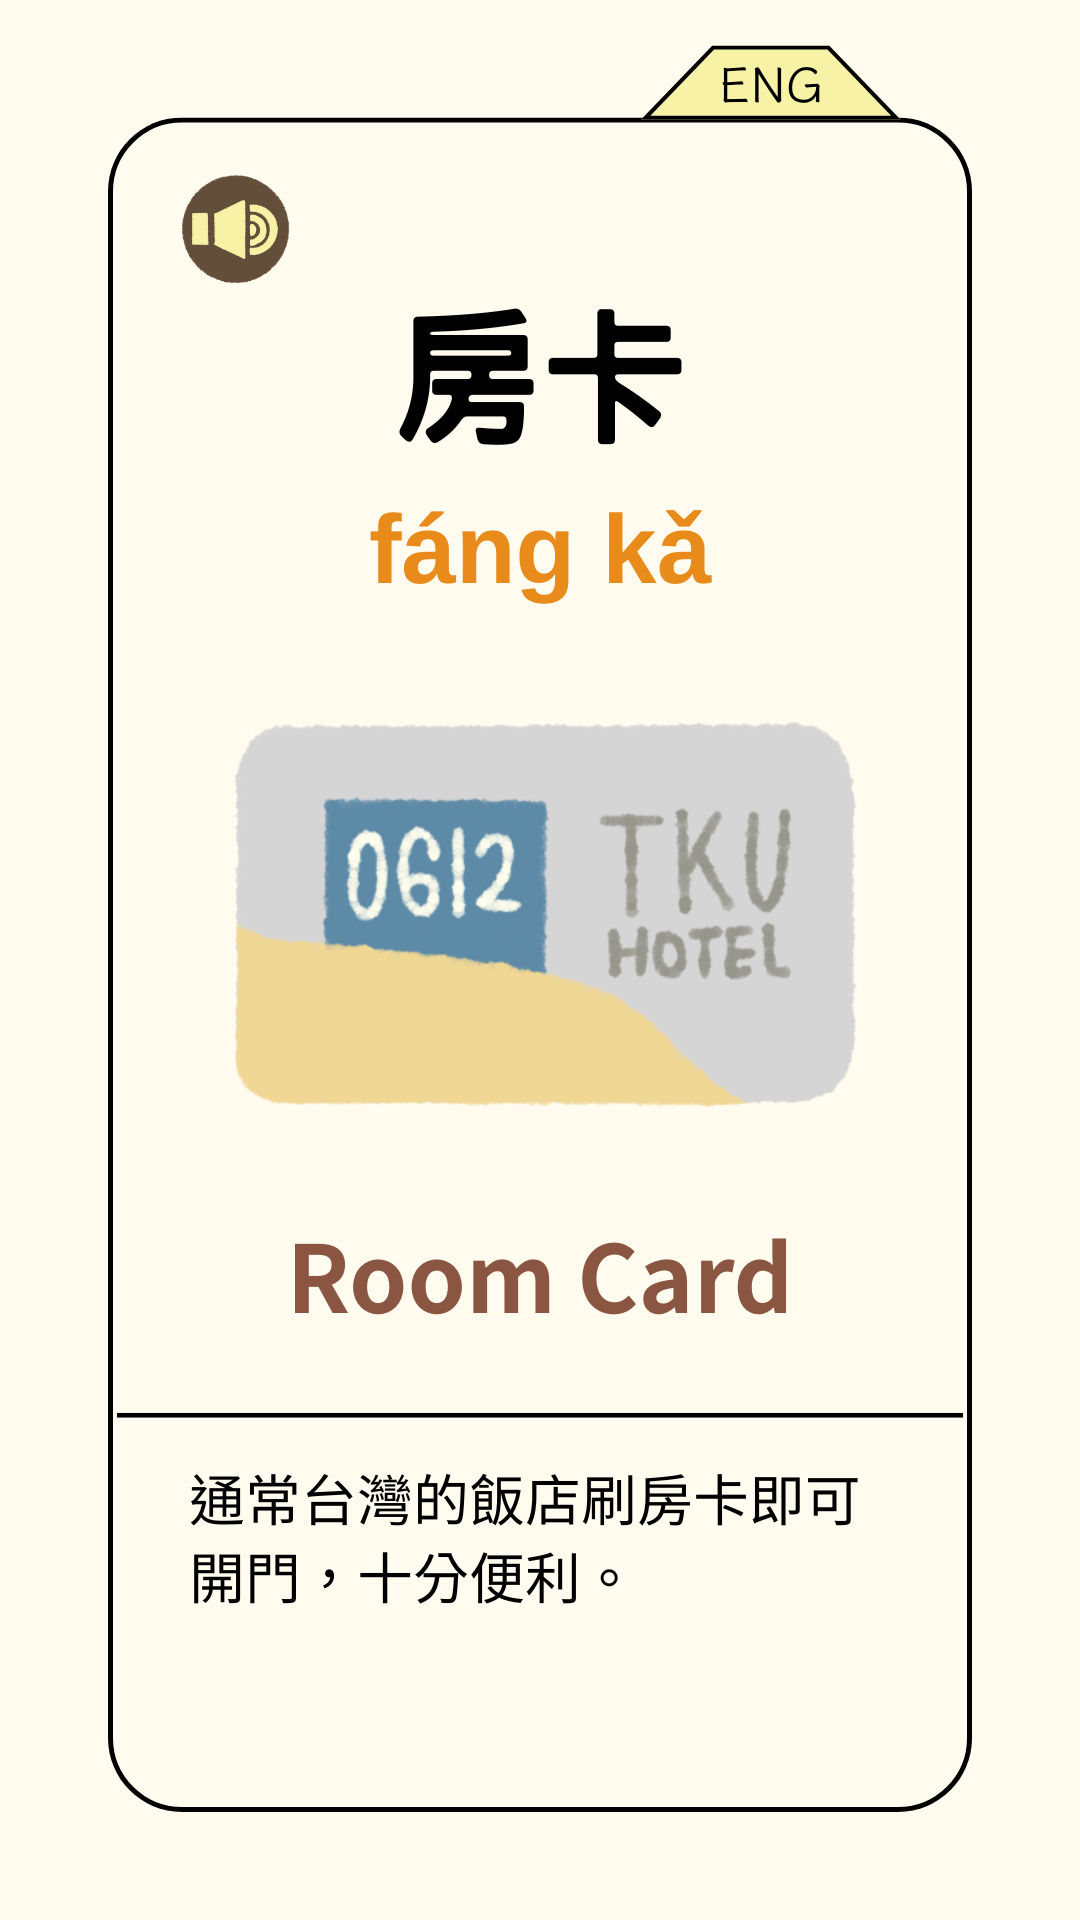 ENG
房卡
fáng kǎ
0612
TKU
HOTEL
Room Card
通常台灣的飯店刷房卡即可
開門，十分便利。